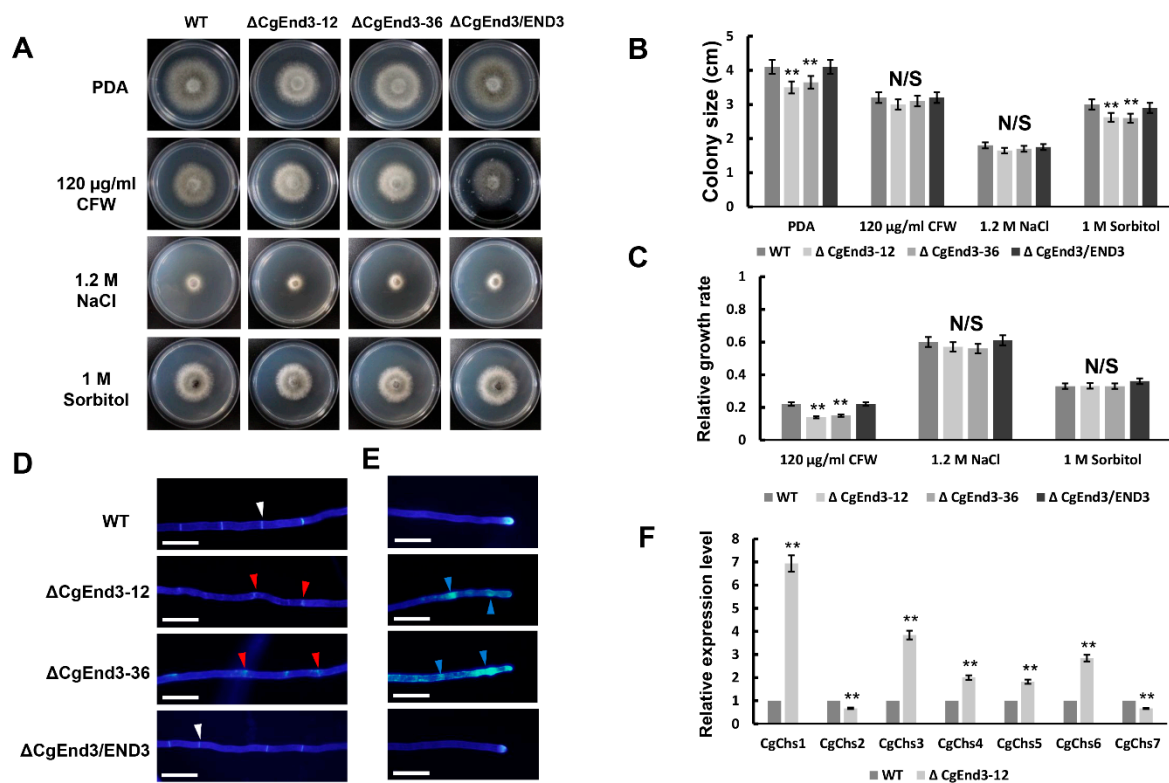 A
WT
ΔCgEnd3-12
ΔCgEnd3-36
ΔCgEnd3/END3
PDA
120 μg/ml
CFW
1.2 M
NaCl
1 M
Sorbitol
B
Colony size (cm)
5
4
3
2
1
0
** **
N/S
N/S
** **
PDA
120 μg/ml CFW
1.2 M NaCl
1 M Sorbitol
WT
Δ CgEnd3-12
Δ CgEnd3-36
Δ CgEnd3/END3
C
Relative growth rate
0.8
0.6
0.4
0.2
0
** **
N/S
N/S
120 μg/ml CFW
1.2 M NaCl
1 M Sorbitol
WT
Δ CgEnd3-12
Δ CgEnd3-36
Δ CgEnd3/END3
D
E
WT
ΔCgEnd3-12
ΔCgEnd3-36
ΔCgEnd3/END3
F
Relative expression level
8
7
6
5
4
3
2
1
0
**
**
**
**
**
**
**
CgChs1
CgChs2
CgChs3
CgChs4
CgChs5
CgChs6
CgChs7
WT
Δ CgEnd3-12